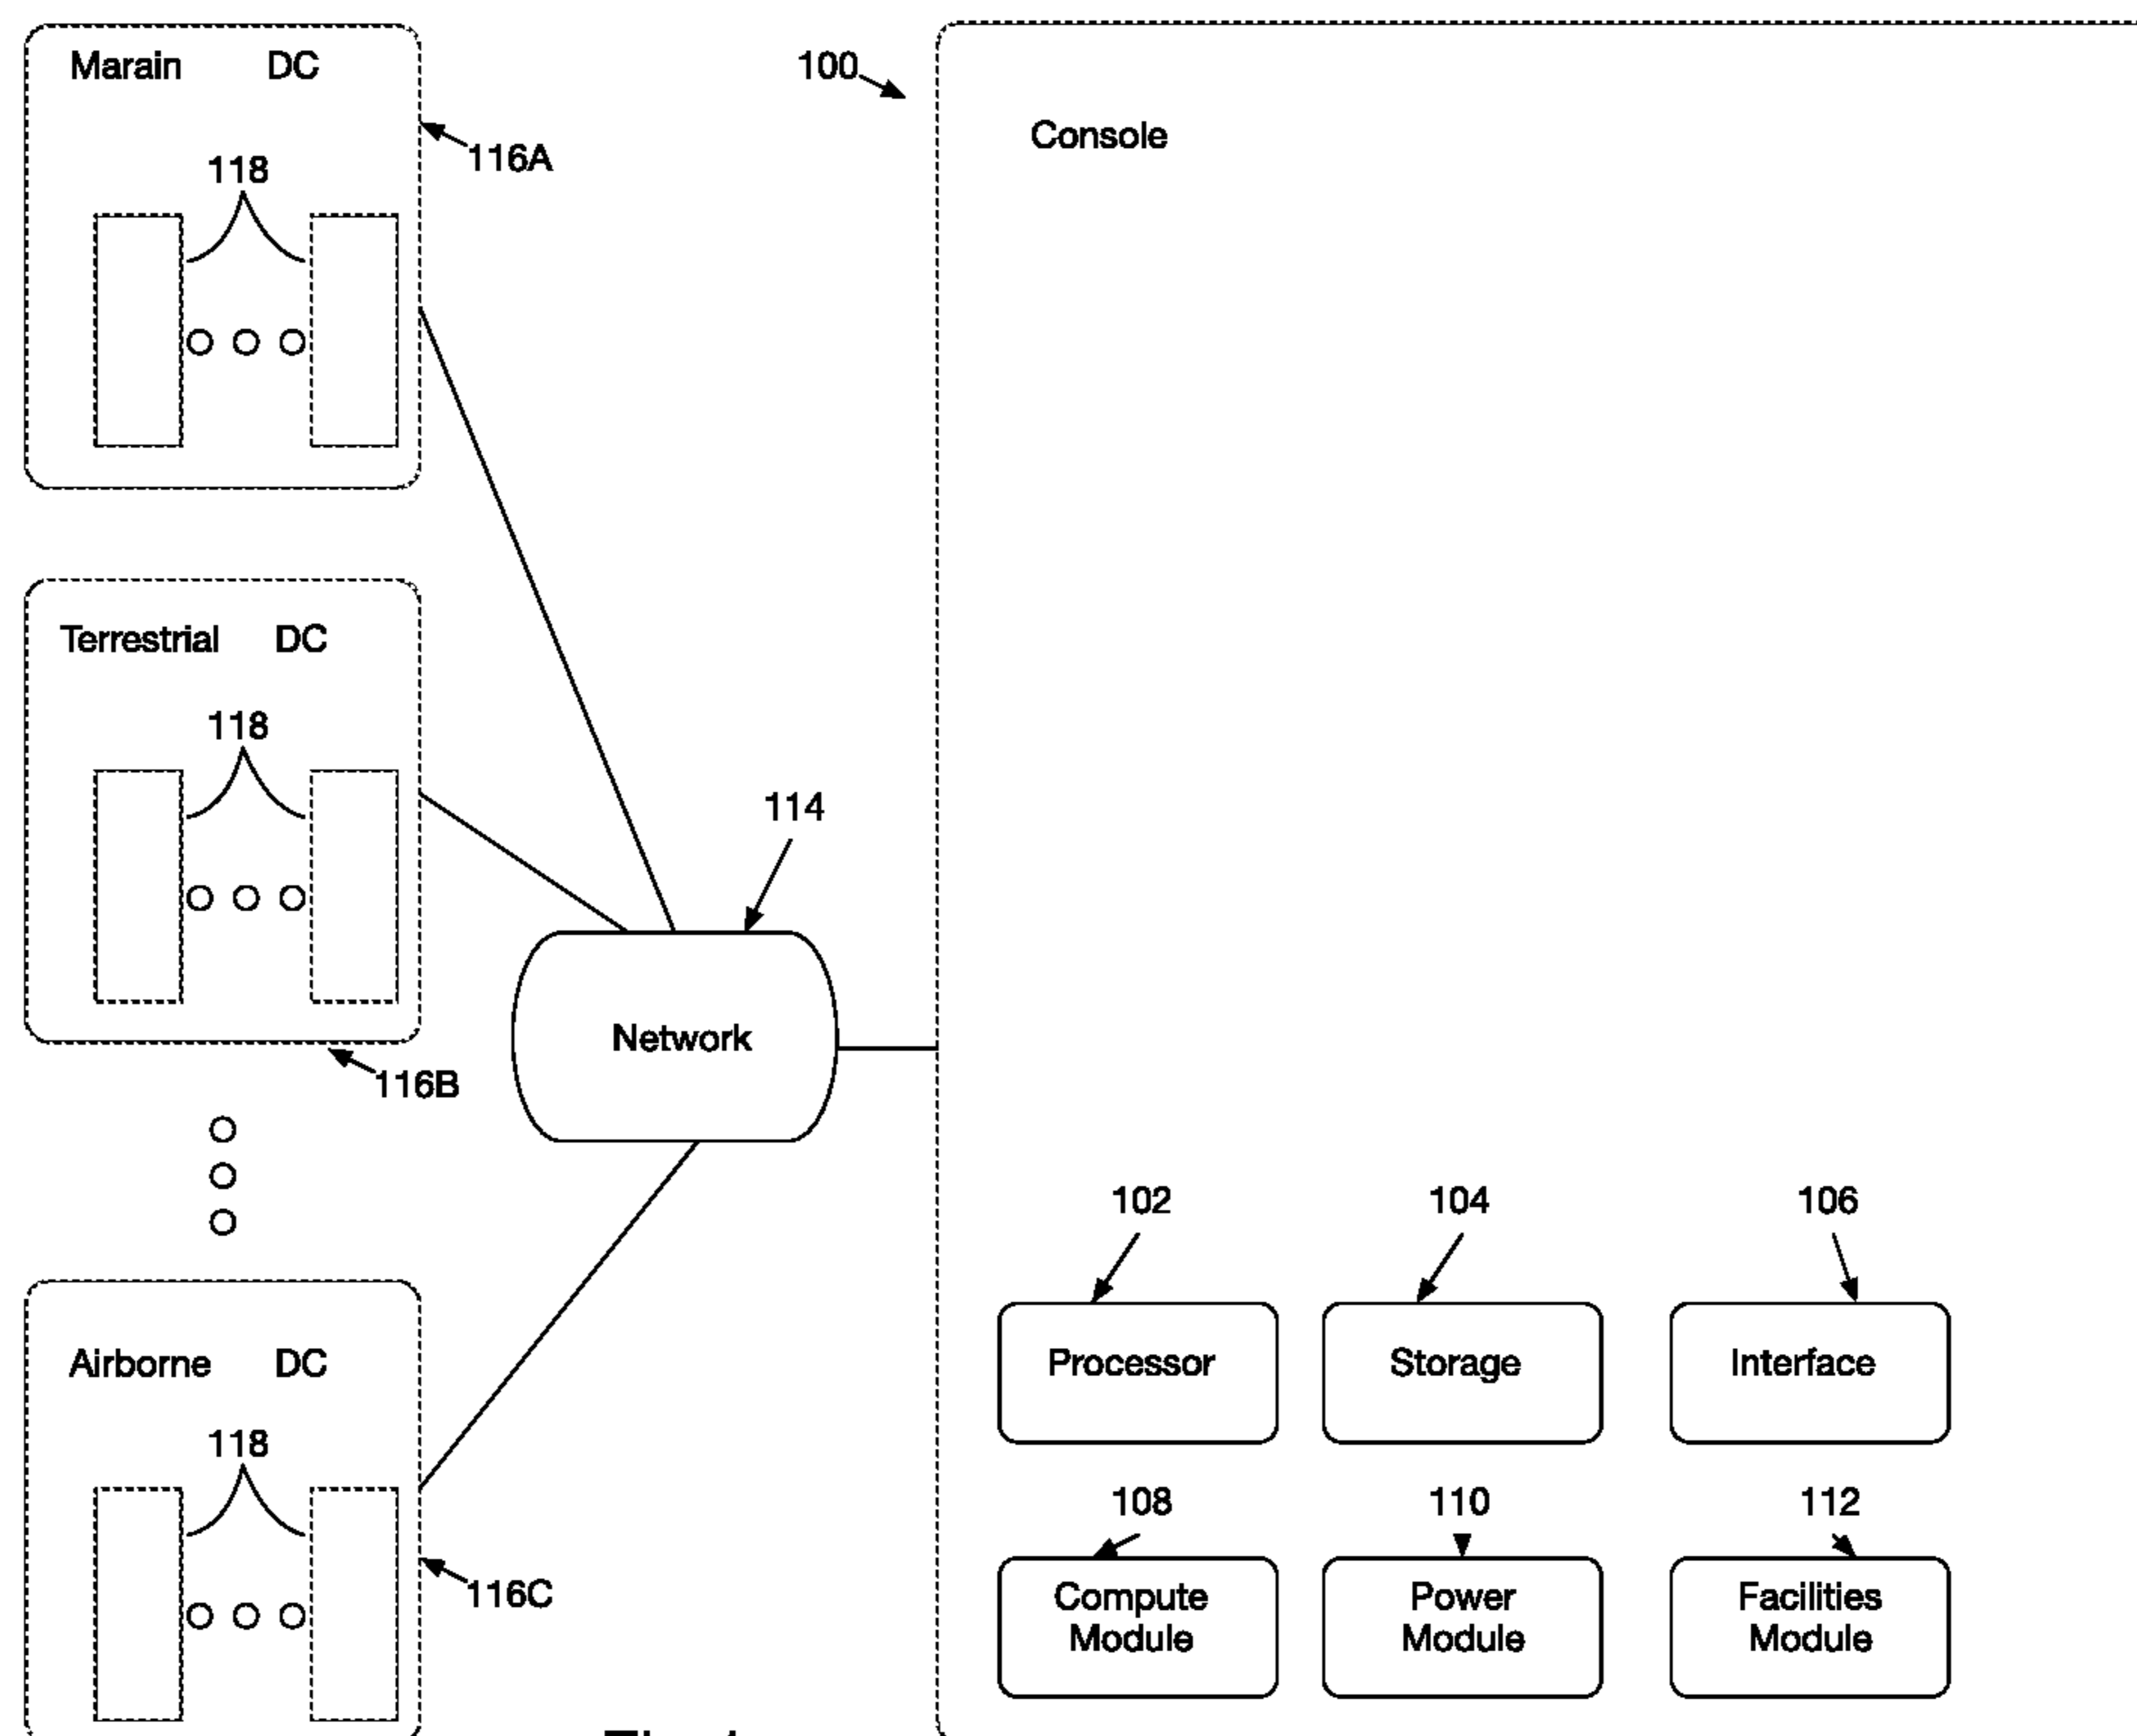 Marain DC
116A
118
Terrestrial DC
118
116B
Airborne DC
118
116C
114
Network
100
Console
102
104
106
Processor
Storage
Interface
108
110
112
Compute
Module
Power
Module
Facilities
Module